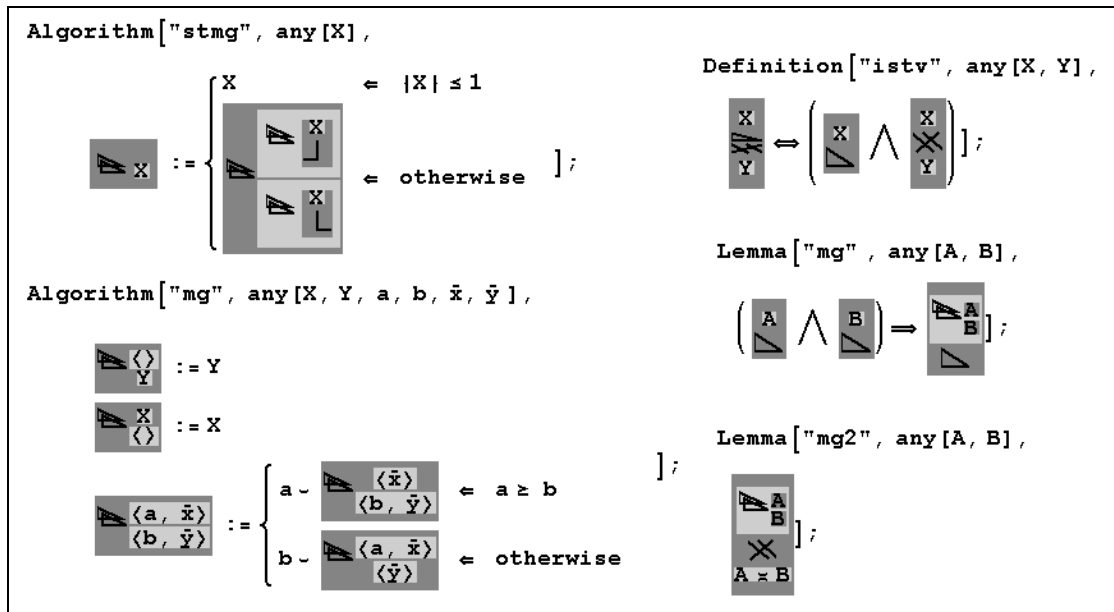 Algorithm["stmg", any[X],
X ⇐ |X| ≤ 1
X
X := ];
⇐ otherwise
X
Algorithm["mg", any[X, Y, a, b, x̄, ȳ],
⟨⟩
Y := Y
X
⟨⟩ := X
a ⌣ ⟨x̄⟩ ⟨b, ȳ⟩ ⇐ a ≥ b
⟨a, x̄⟩ ⟨b, ȳ⟩ := ];
b ⌣ ⟨a, x̄⟩ ⟨ȳ⟩ ⇐ otherwise
Definition["istv", any[X, Y],
X Y ⇔ (X ⋀ X Y)];
Lemma["mg", any[A, B],
(A ⋀ B) ⇒ A B];
Lemma["mg2", any[A, B],
A
B
];
A ≍ B